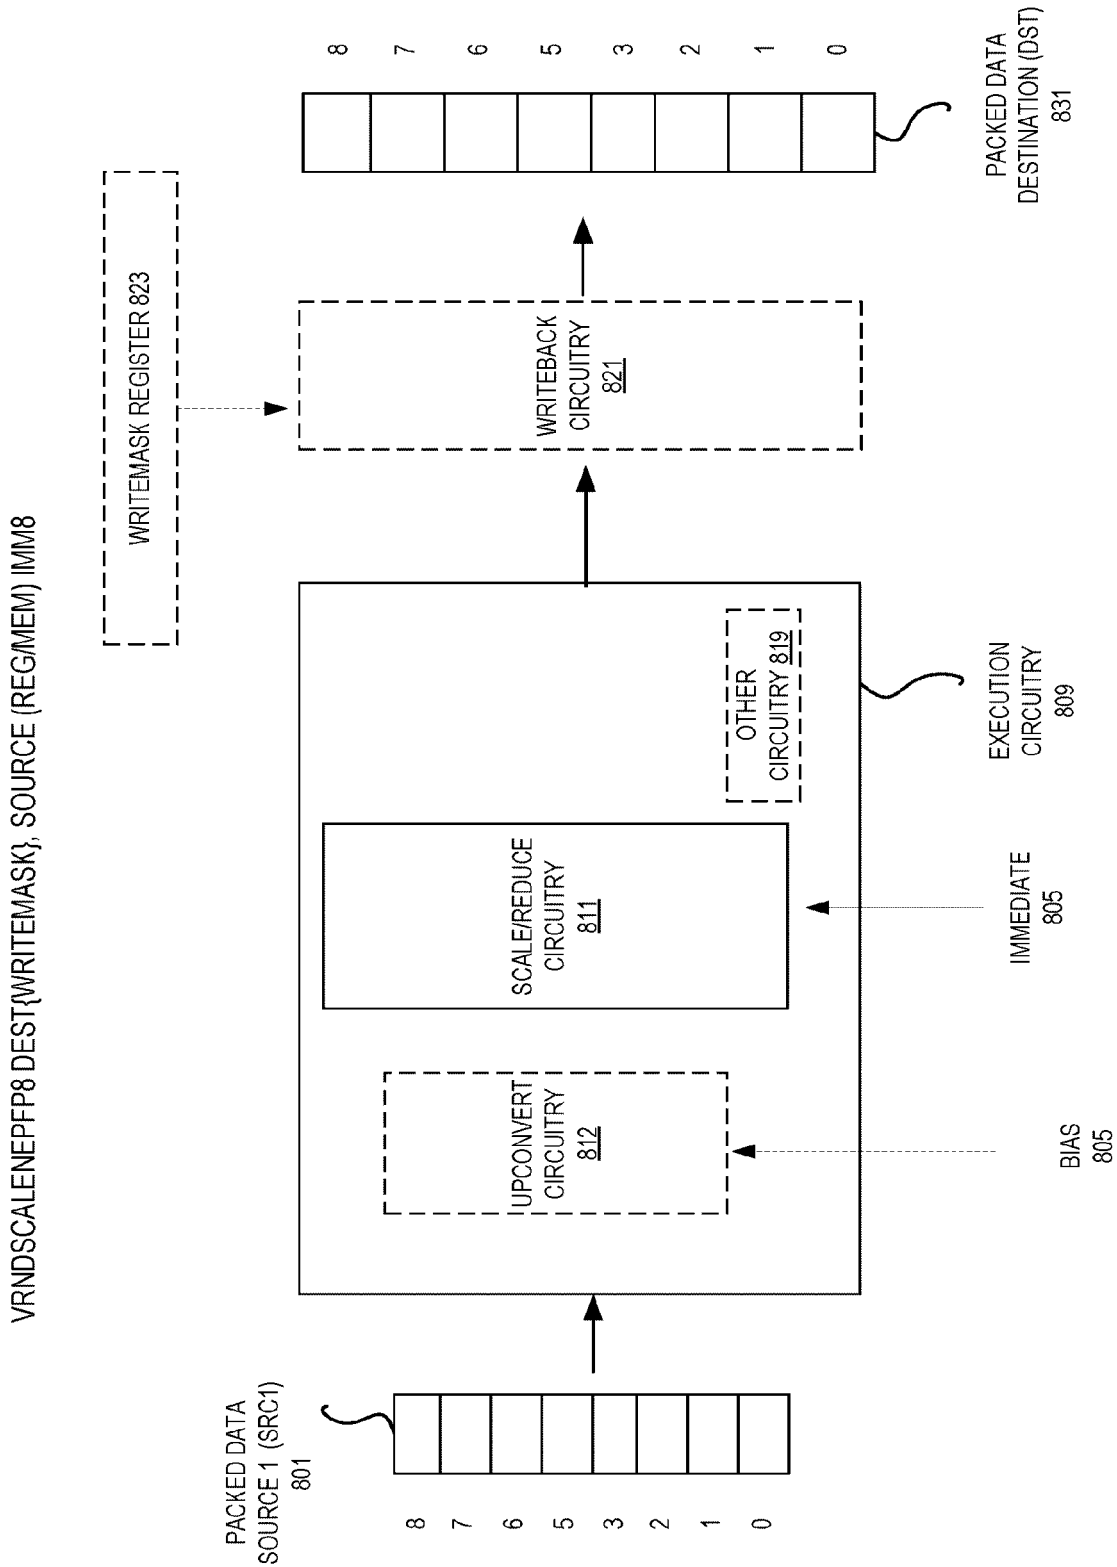 VRNDSCALENEPFP8 DEST{WRITEMASK}, SOURCE (REG/MEM) IMM8
PACKED DATA
SOURCE 1 (SRC1)
801
8
7
6
5
3
2
1
0
UPCONVERT
CIRCUITRY
812
BIAS
805
SCALE/REDUCE
CIRCUITRY
811
IMMEDIATE
805
OTHER
CIRCUITRY 819
EXECUTION
CIRCUITRY
809
WRITEMASK REGISTER 823
WRITEBACK
CIRCUITRY
821
8
7
6
5
3
2
1
0
PACKED DATA
DESTINATION (DST)
831